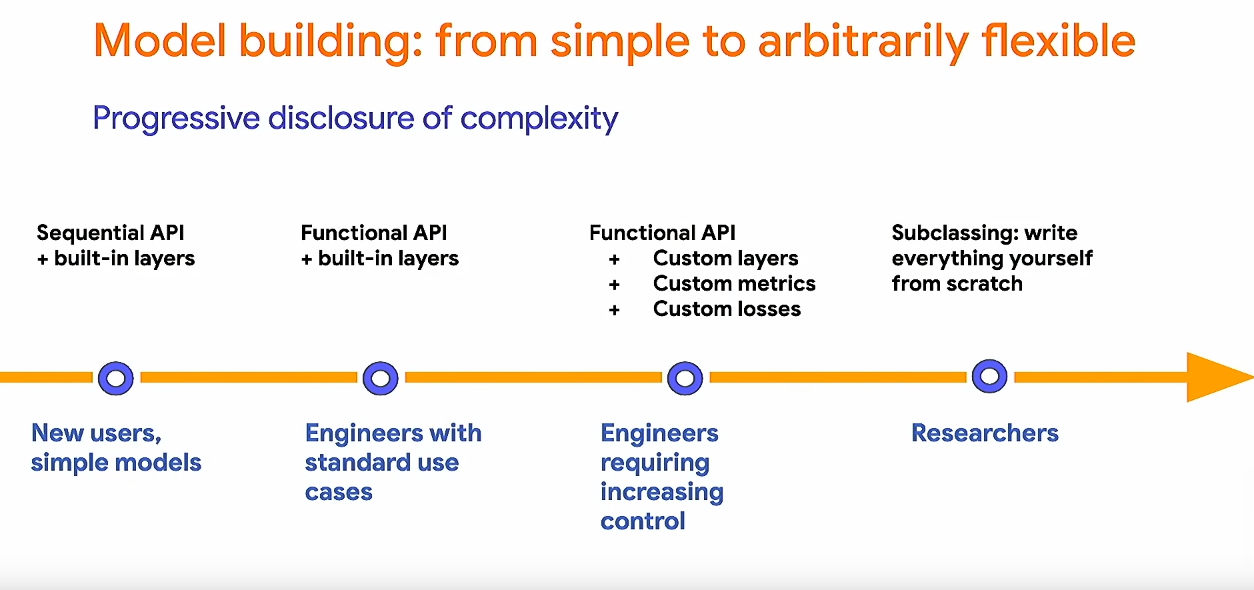 Model building: from simple to arbitrarily flexible
Progressive disclosure of complexity
Sequential API
+ built-in layers
Functional API
+ built-in layers
Functional API
+ Custom layers
+ Custom metrics
+ Custom losses
Subclassing: write
everything yourself
from scratch
New users,
simple models
Engineers with
standard use
cases
Engineers
requiring
increasing
control
Researchers